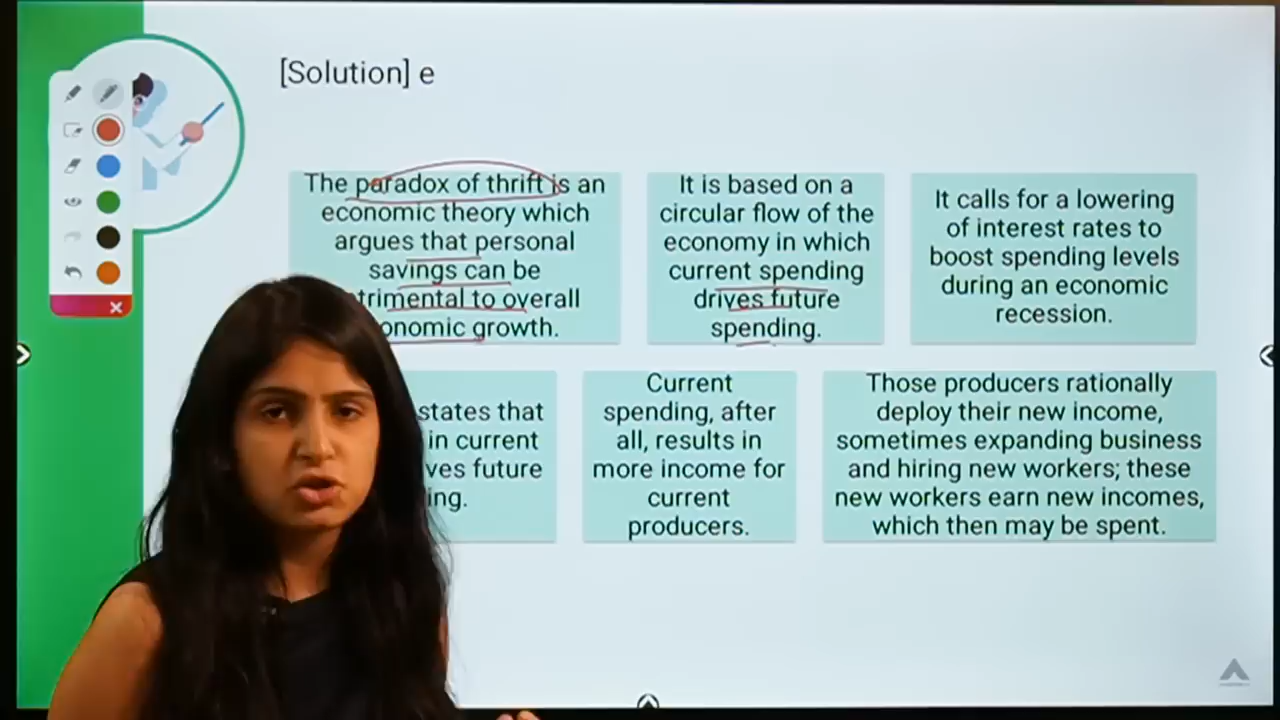 [Solution] e
The paradox of thrift is an
economic theory which
argues that personal
savings can be
trimental to overall
onomic growth.
It is based on a
circular flow of the
economy in which
current spending
drives future
spending.
It calls for a lowering
of interest rates to
boost spending levels
during an economic
recession.
states that
in current
ves future
ing.
Current
spending, after
all, results in
more income for
current
producers.
Those producers rationally
deploy their new income,
sometimes expanding business
and hiring new workers; these
new workers earn new incomes,
which then may be spent.